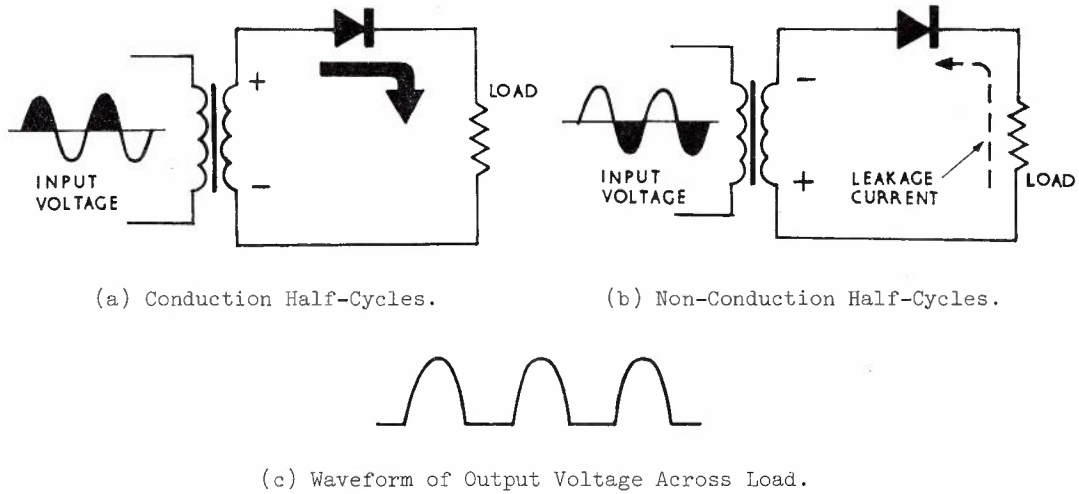 +
−
LOAD
INPUT
VOLTAGE
−
+
INPUT
VOLTAGE
LEAKAGE
CURRENT
LOAD
(a) Conduction Half-Cycles.
(b) Non-Conduction Half-Cycles.
(c) Waveform of Output Voltage Across Load.